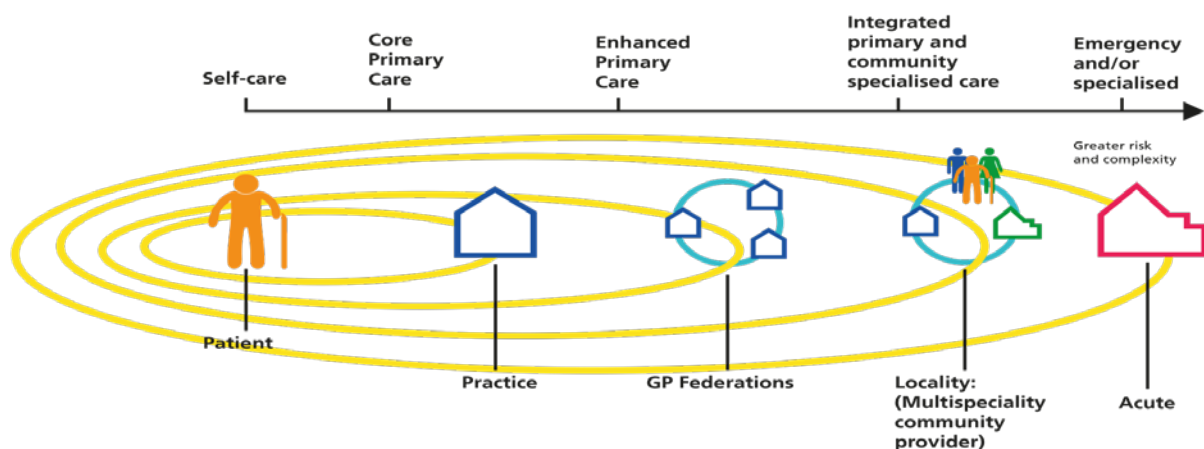 Self-care
Core
Primary
Care
Enhanced
Primary
Care
Integrated
primary and
community
specialised care
Emergency
and/or
specialised
Greater risk
and complexity
Patient
Practice
GP Federations
Locality:
(Multispeciality
community
provider)
Acute